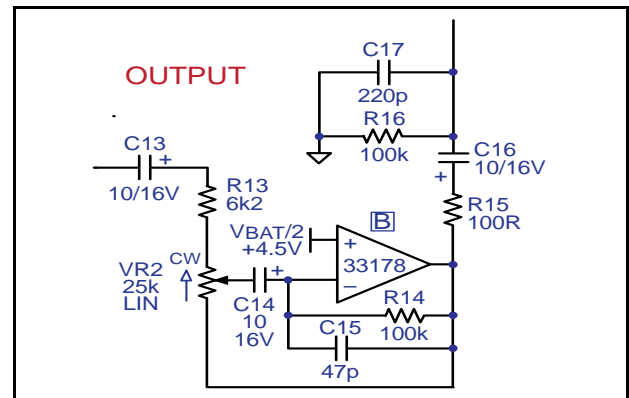 C17
OUTPUT
220p
R16
C13
+
100k
C16
10/16V
+
10/16V
R13
6k2
R15
100R
B
VBAT/2
+4.5V
+
33178
−
CW
VR2
25k
LIN
+
C14
10
16V
R14
100k
C15
47p